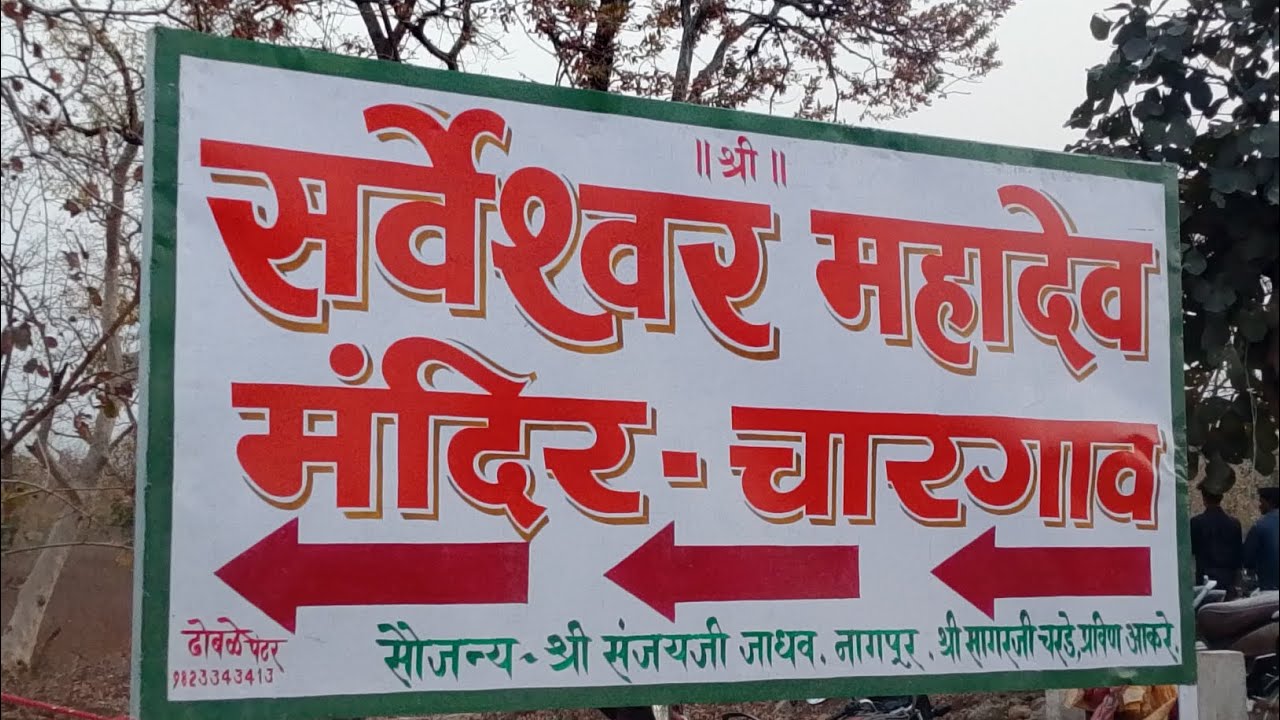 ॥ श्री ॥
सर्वेश्वर महादेव
मंदिर - चारगाव
ढोबळे पेंटर
9823343413
सौजन्य - श्री संजयजी जाधव. नागपूर. श्री सागरजी चरडे, प्रविण आकरे.